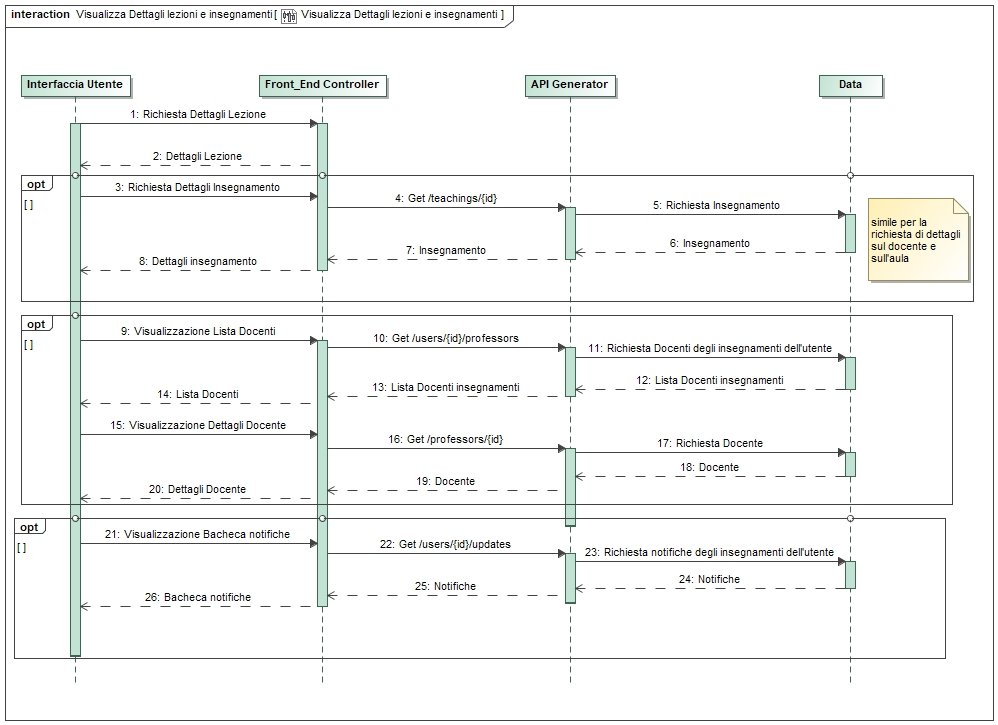 interaction Visualizza Dettagli lezioni e insegnamenti[ Visualizza Dettagli lezioni e insegnamenti ]
Interfaccia Utente
Front_End Controller
API Generator
Data
1: Richiesta Dettagli Lezione
2: Dettagli Lezione
opt
[ ]
3: Richiesta Dettagli Insegnamento
4: Get /teachings/{id}
5: Richiesta Insegnamento
6: Insegnamento
7: Insegnamento
8: Dettagli insegnamento
simile per la
richiesta di dettagli
sul docente e
sull'aula
opt
[ ]
9: Visualizzazione Lista Docenti
10: Get /users/{id}/professors
11: Richiesta Docenti degli insegnamenti dell'utente
12: Lista Docenti insegnamenti
13: Lista Docenti insegnamenti
14: Lista Docenti
15: Visualizzazione Dettagli Docente
16: Get /professors/{id}
17: Richiesta Docente
18: Docente
19: Docente
20: Dettagli Docente
opt
[ ]
21: Visualizzazione Bacheca notifiche
22: Get /users/{id}/updates
23: Richiesta notifiche degli insegnamenti dell'utente
24: Notifiche
25: Notifiche
26: Bacheca notifiche